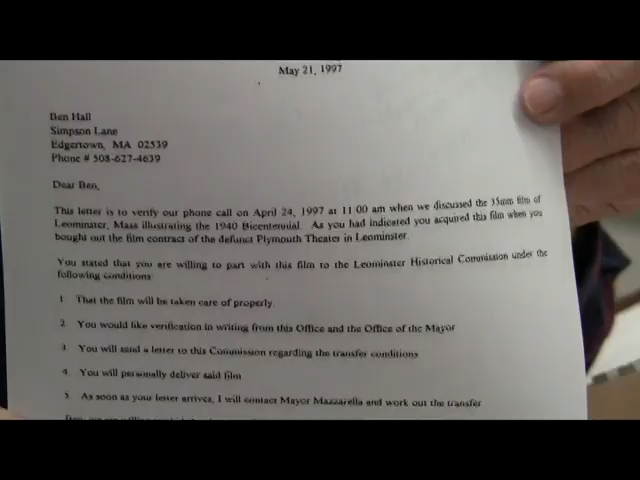 May 21, 1997
Ben Hall
Simpson Lane
Edgertown, MA 02539
Phone # 508-627-4639
Dear Ben,
This letter is to verify our phone call on April 24, 1997 at 11 00 am when we discussed the 35mm film of
Leominster, Mass illustrating the 1940 Bicentennial. As you had indicated you acquired this film when you
bought out the film contract of the defunct Plymouth Theater in Leominster.
You stated that you are willing to part with this film to the Leominster Historical Commission under the
following conditions
1 That the film will be taken care of properly.
2 You would like verification in writing from this Office and the Office of the Mayor
3 You will send a letter to this Commission regarding the transfer conditions
4. You will personally deliver said film
5. As soon as your letter arrives, I will contact Mayor Mazzarella and work out the transfer